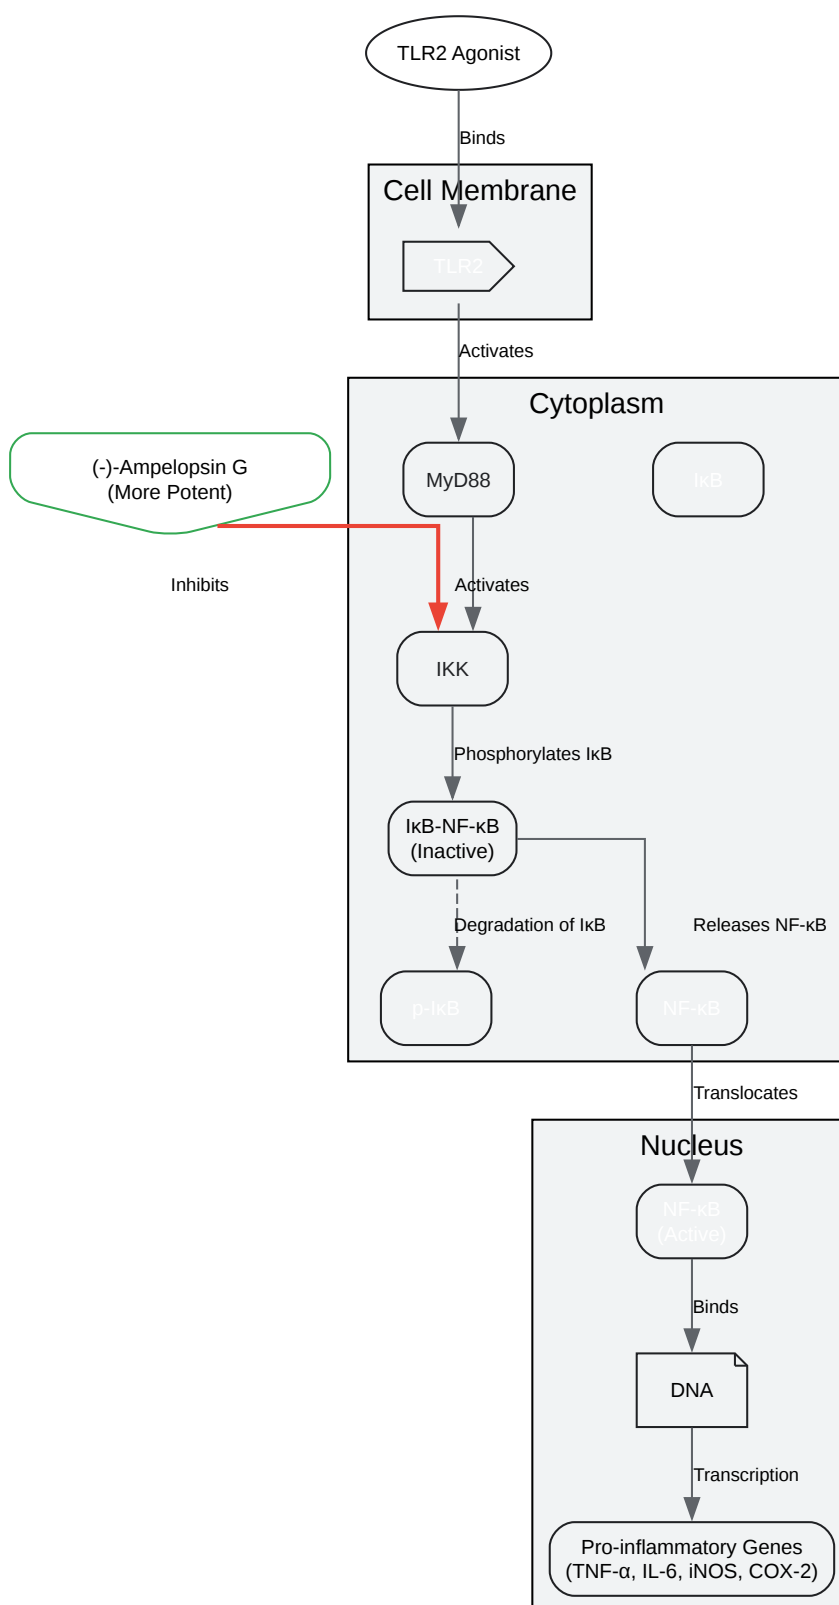 TLR2 Agonist
Binds
Cell Membrane
TLR2
Activates
Cytoplasm
(-)-Ampelopsin G
(More Potent)
MyD88
IκB
Inhibits
Activates
IKK
Phosphorylates IκB
IκB-NF-κB
(Inactive)
Degradation of IκB
Releases NF-κB
p-IκB
NF-κB
Translocates
Nucleus
NF-κB
(Active)
Binds
DNA
Transcription
Pro-inflammatory Genes
(TNF-α, IL-6, iNOS, COX-2)